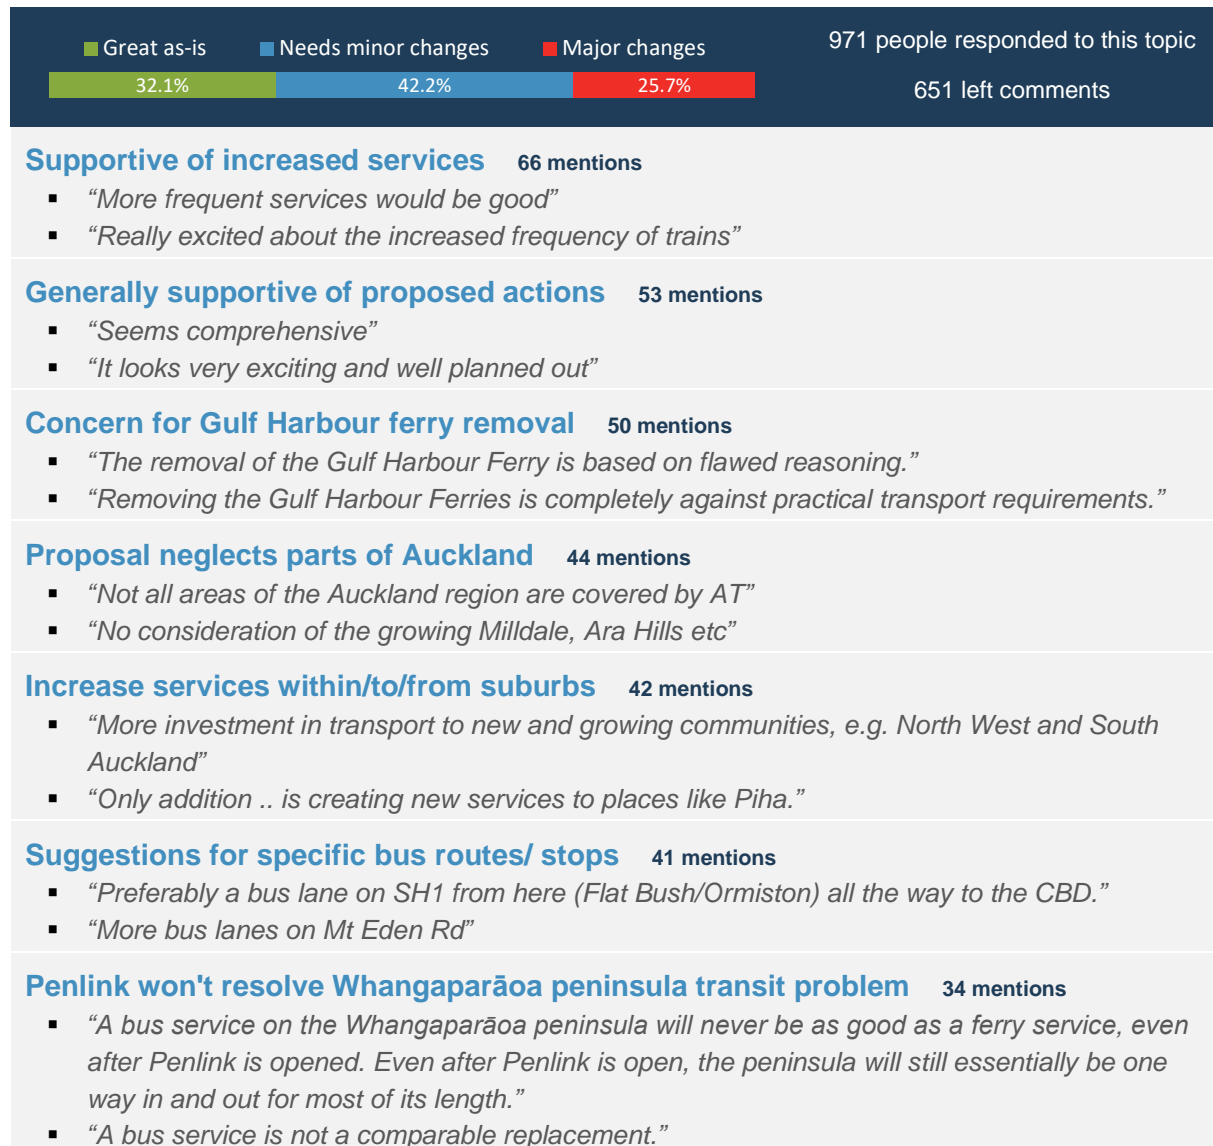 Great as-is Needs minor changes Major changes
32.1% 42.2% 25.7%
971 people responded to this topic
651 left comments
Supportive of increased services 66 mentions
▪ “More frequent services would be good”
▪ “Really excited about the increased frequency of trains”
Generally supportive of proposed actions 53 mentions
▪ “Seems comprehensive”
▪ “It looks very exciting and well planned out”
Concern for Gulf Harbour ferry removal 50 mentions
▪ “The removal of the Gulf Harbour Ferry is based on flawed reasoning.”
▪ “Removing the Gulf Harbour Ferries is completely against practical transport requirements.”
Proposal neglects parts of Auckland 44 mentions
▪ “Not all areas of the Auckland region are covered by AT”
▪ “No consideration of the growing Milldale, Ara Hills etc”
Increase services within/to/from suburbs 42 mentions
▪ “More investment in transport to new and growing communities, e.g. North West and South
Auckland”
▪ “Only addition .. is creating new services to places like Piha.”
Suggestions for specific bus routes/ stops 41 mentions
▪ “Preferably a bus lane on SH1 from here (Flat Bush/Ormiston) all the way to the CBD.”
▪ “More bus lanes on Mt Eden Rd”
Penlink won't resolve Whangaparāoa peninsula transit problem 34 mentions
▪ “A bus service on the Whangaparāoa peninsula will never be as good as a ferry service, even
after Penlink is opened. Even after Penlink is open, the peninsula will still essentially be one
way in and out for most of its length.”
▪ “A bus service is not a comparable replacement.”